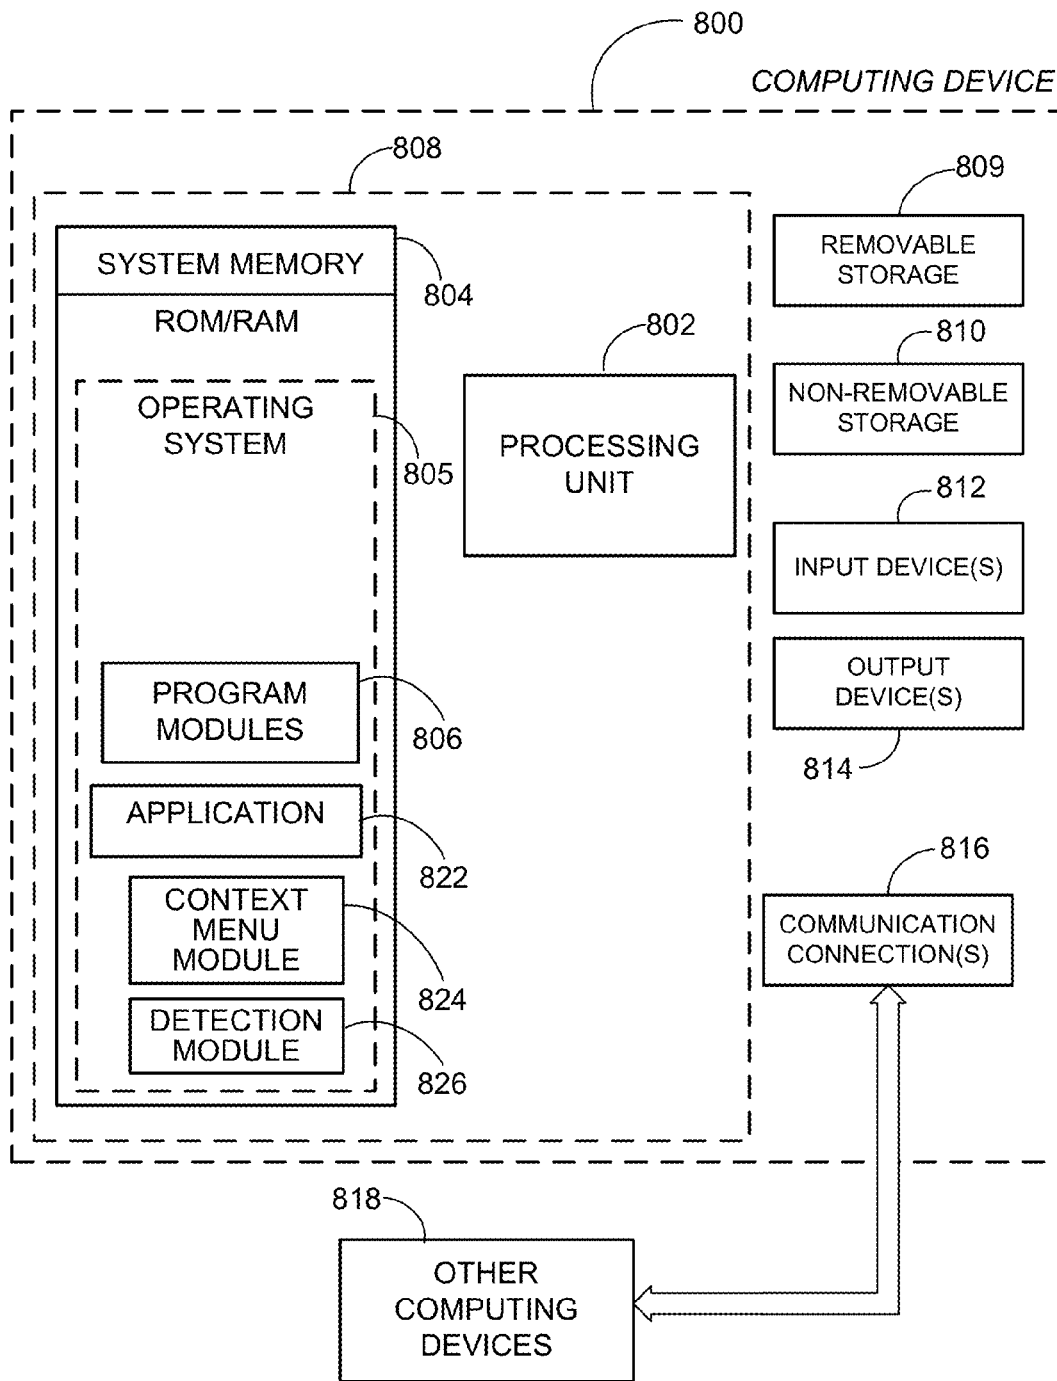 800
COMPUTING DEVICE
808
809
SYSTEM MEMORY
804
REMOVABLE
STORAGE
ROM/RAM
802
810
OPERATING
SYSTEM
805
PROCESSING
UNIT
NON-REMOVABLE
STORAGE
812
INPUT DEVICE(S)
PROGRAM
MODULES
806
OUTPUT
DEVICE(S)
814
APPLICATION
822
816
CONTEXT
MENU
MODULE
824
COMMUNICATION
CONNECTION(S)
DETECTION
MODULE
826
818
OTHER
COMPUTING
DEVICES